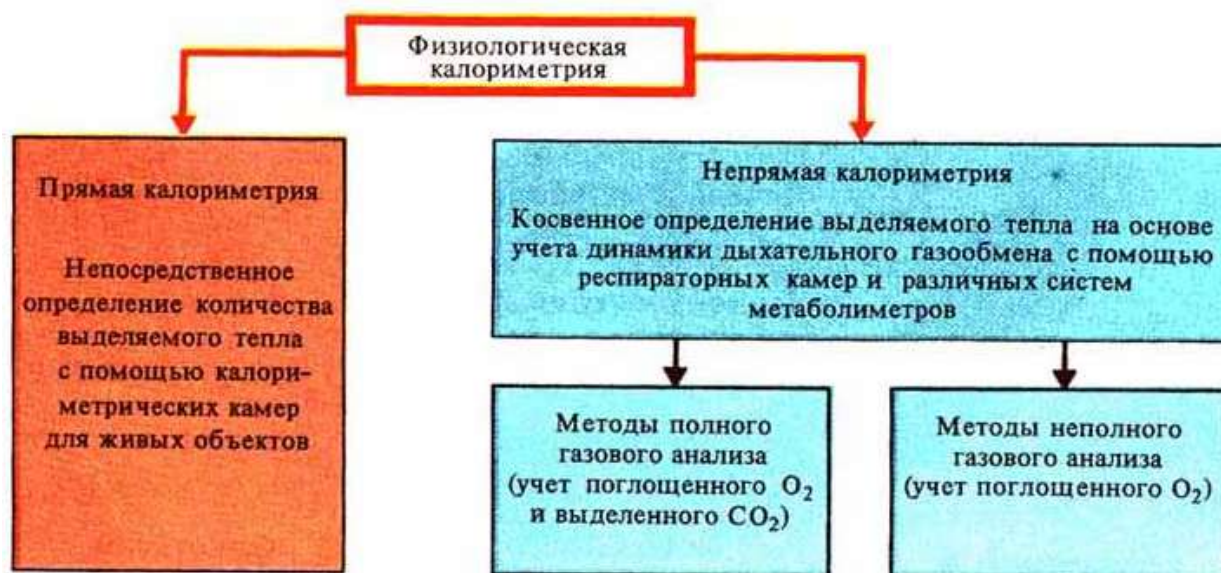 Физиологическая
калориметрия
Прямая калориметрия
Непосредственное
определение количества
выделяемого тепла
с помощью калори-
метрических камер
для живых объектов
Непрямая калориметрия
Косвенное определение выделяемого тепла на основе
учета динамики дыхательного газообмена с помощью
респираторных камер и различных систем
метаболиметров
Методы полного
газового анализа
(учет поглощенного O₂
и выделенного CO₂)
Методы неполного
газового анализа
(учет поглощенного O₂)